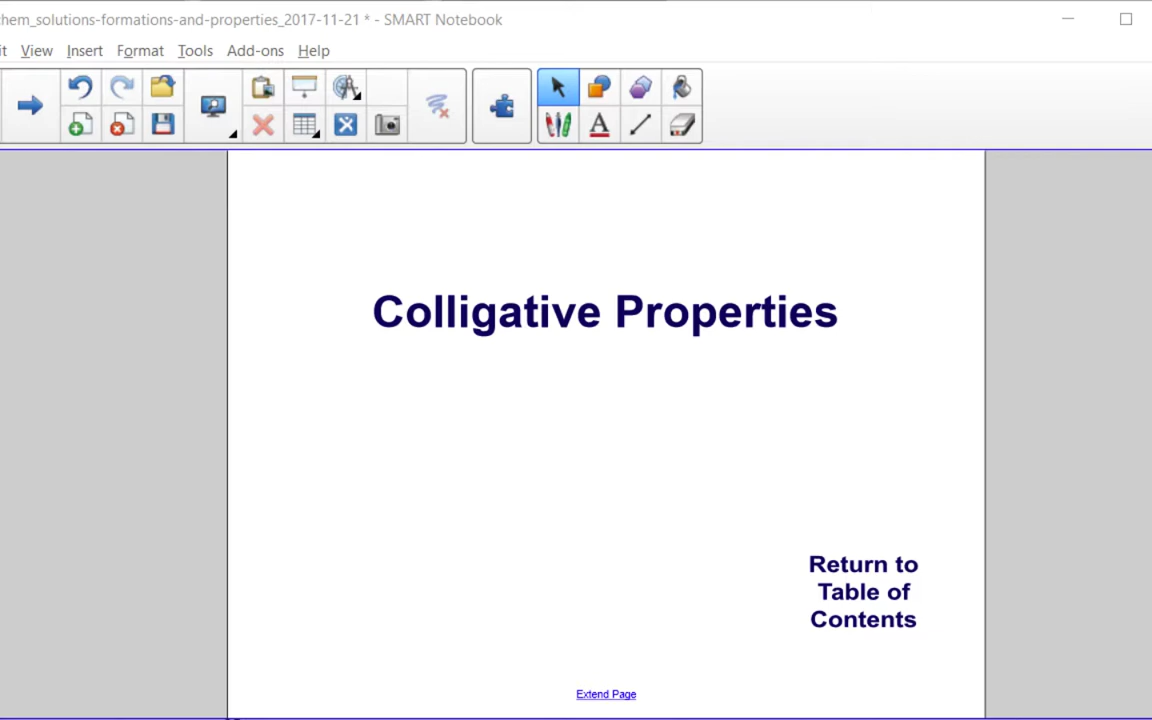 hem_solutions-formations-and-properties_2017-11-21 * - SMART Notebook
it View Insert Format Tools Add-ons Help
Colligative Properties
Return to
Table of
Contents
Extend Page